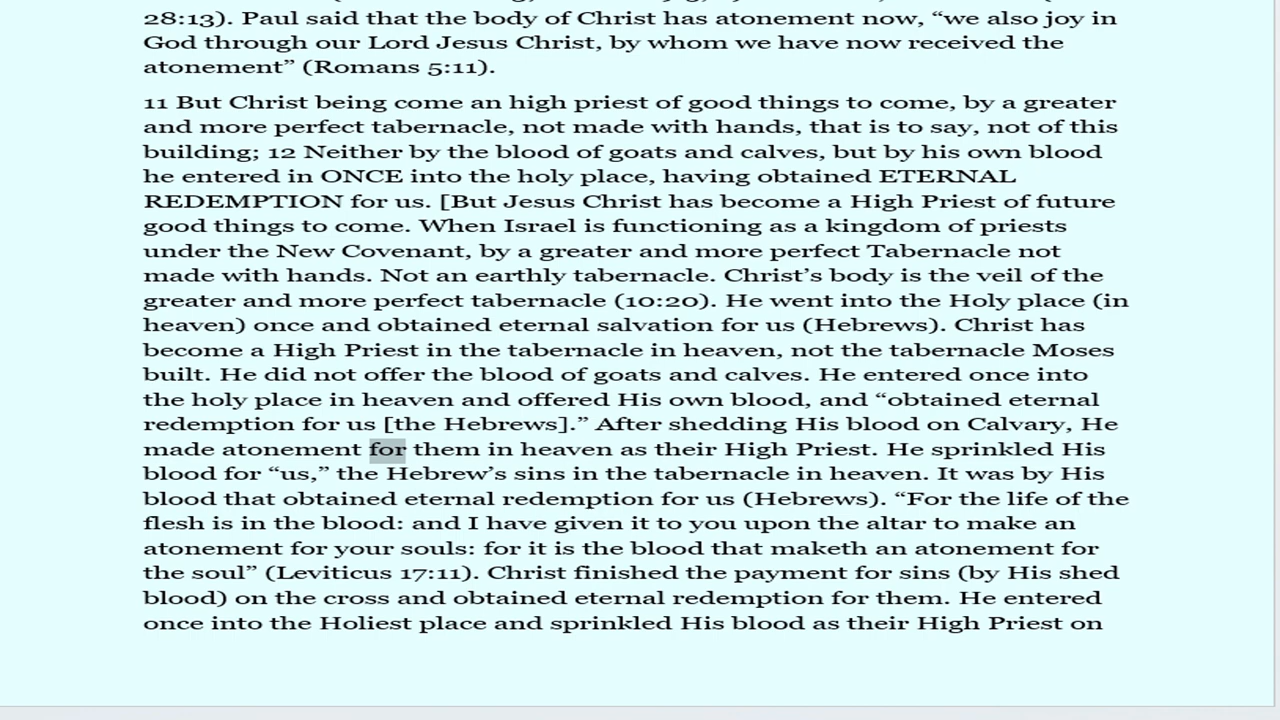 28:13). Paul said that the body of Christ has atonement now, “we also joy in
God through our Lord Jesus Christ, by whom we have now received the
atonement” (Romans 5:11).
11 But Christ being come an high priest of good things to come, by a greater
and more perfect tabernacle, not made with hands, that is to say, not of this
building; 12 Neither by the blood of goats and calves, but by his own blood
he entered in ONCE into the holy place, having obtained ETERNAL
REDEMPTION for us. [But Jesus Christ has become a High Priest of future
good things to come. When Israel is functioning as a kingdom of priests
under the New Covenant, by a greater and more perfect Tabernacle not
made with hands. Not an earthly tabernacle. Christ’s body is the veil of the
greater and more perfect tabernacle (10:20). He went into the Holy place (in
heaven) once and obtained eternal salvation for us (Hebrews). Christ has
become a High Priest in the tabernacle in heaven, not the tabernacle Moses
built. He did not offer the blood of goats and calves. He entered once into
the holy place in heaven and offered His own blood, and “obtained eternal
redemption for us [the Hebrews].” After shedding His blood on Calvary, He
made atonement for them in heaven as their High Priest. He sprinkled His
blood for “us,” the Hebrew’s sins in the tabernacle in heaven. It was by His
blood that obtained eternal redemption for us (Hebrews). “For the life of the
flesh is in the blood: and I have given it to you upon the altar to make an
atonement for your souls: for it is the blood that maketh an atonement for
the soul” (Leviticus 17:11). Christ finished the payment for sins (by His shed
blood) on the cross and obtained eternal redemption for them. He entered
once into the Holiest place and sprinkled His blood as their High Priest on